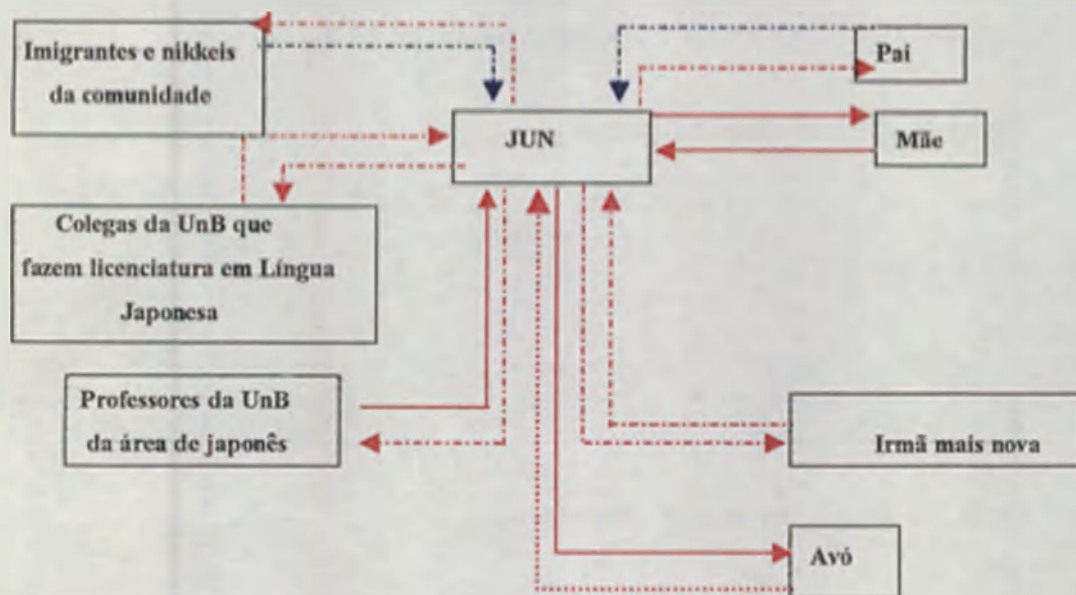 Imigrantes e nikkeis
da comunidade
Pai
JUN
Mãe
Colegas da UnB que
fazem licenciatura em Língua
Japonesa
Professores da UnB
da área de japonês
Irmã mais nova
Avó